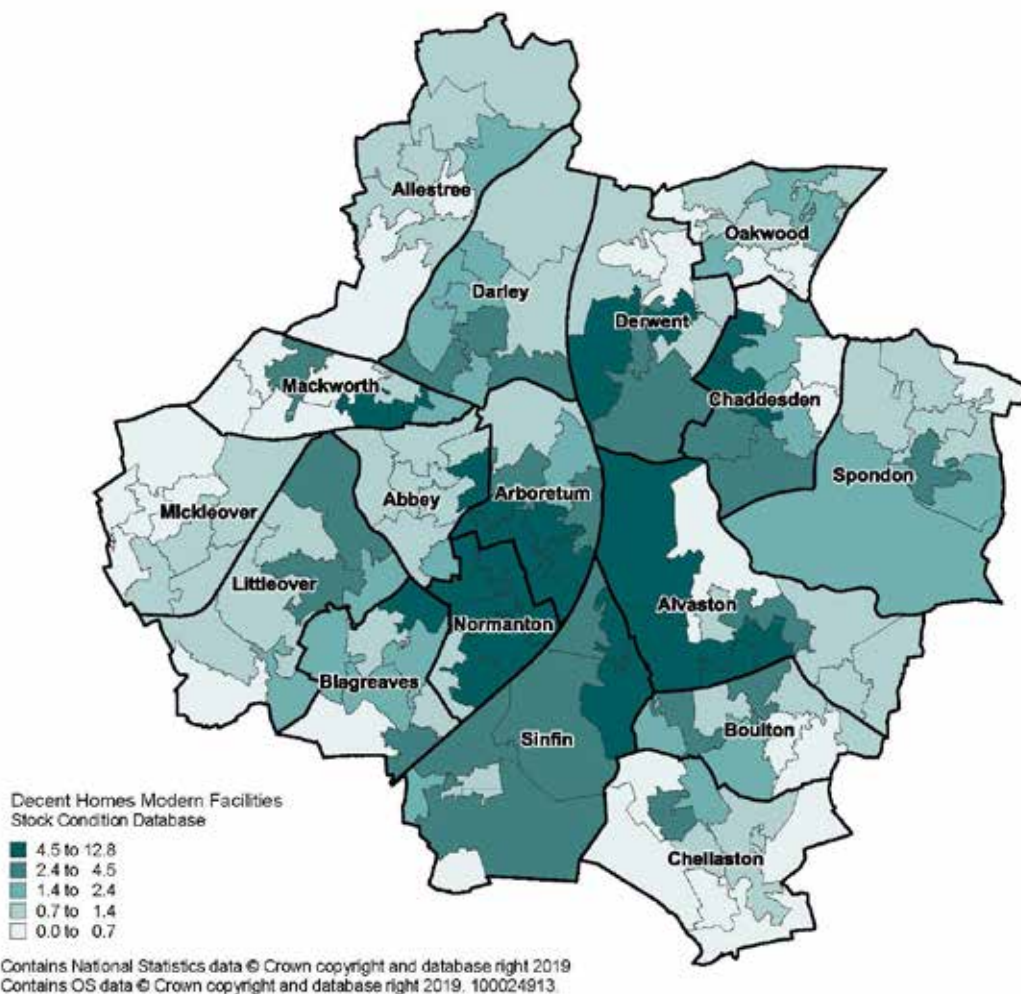 Allestree
Oakwood
Darley
Derwent
Mackworth
Chaddesden
Spondon
Abbey
Arboretum
Mickleover
Littleover
Alvaston
Normanton
Blagreaves
Boulton
Sinfin
Chellaston
Decent Homes Modern Facilities
Stock Condition Database
4.5 to 12.8
2.4 to 4.5
1.4 to 2.4
0.7 to 1.4
0.0 to 0.7
Contains National Statistics data © Crown copyright and database right 2019
Contains OS data © Crown copyright and database right 2019. 100024913.